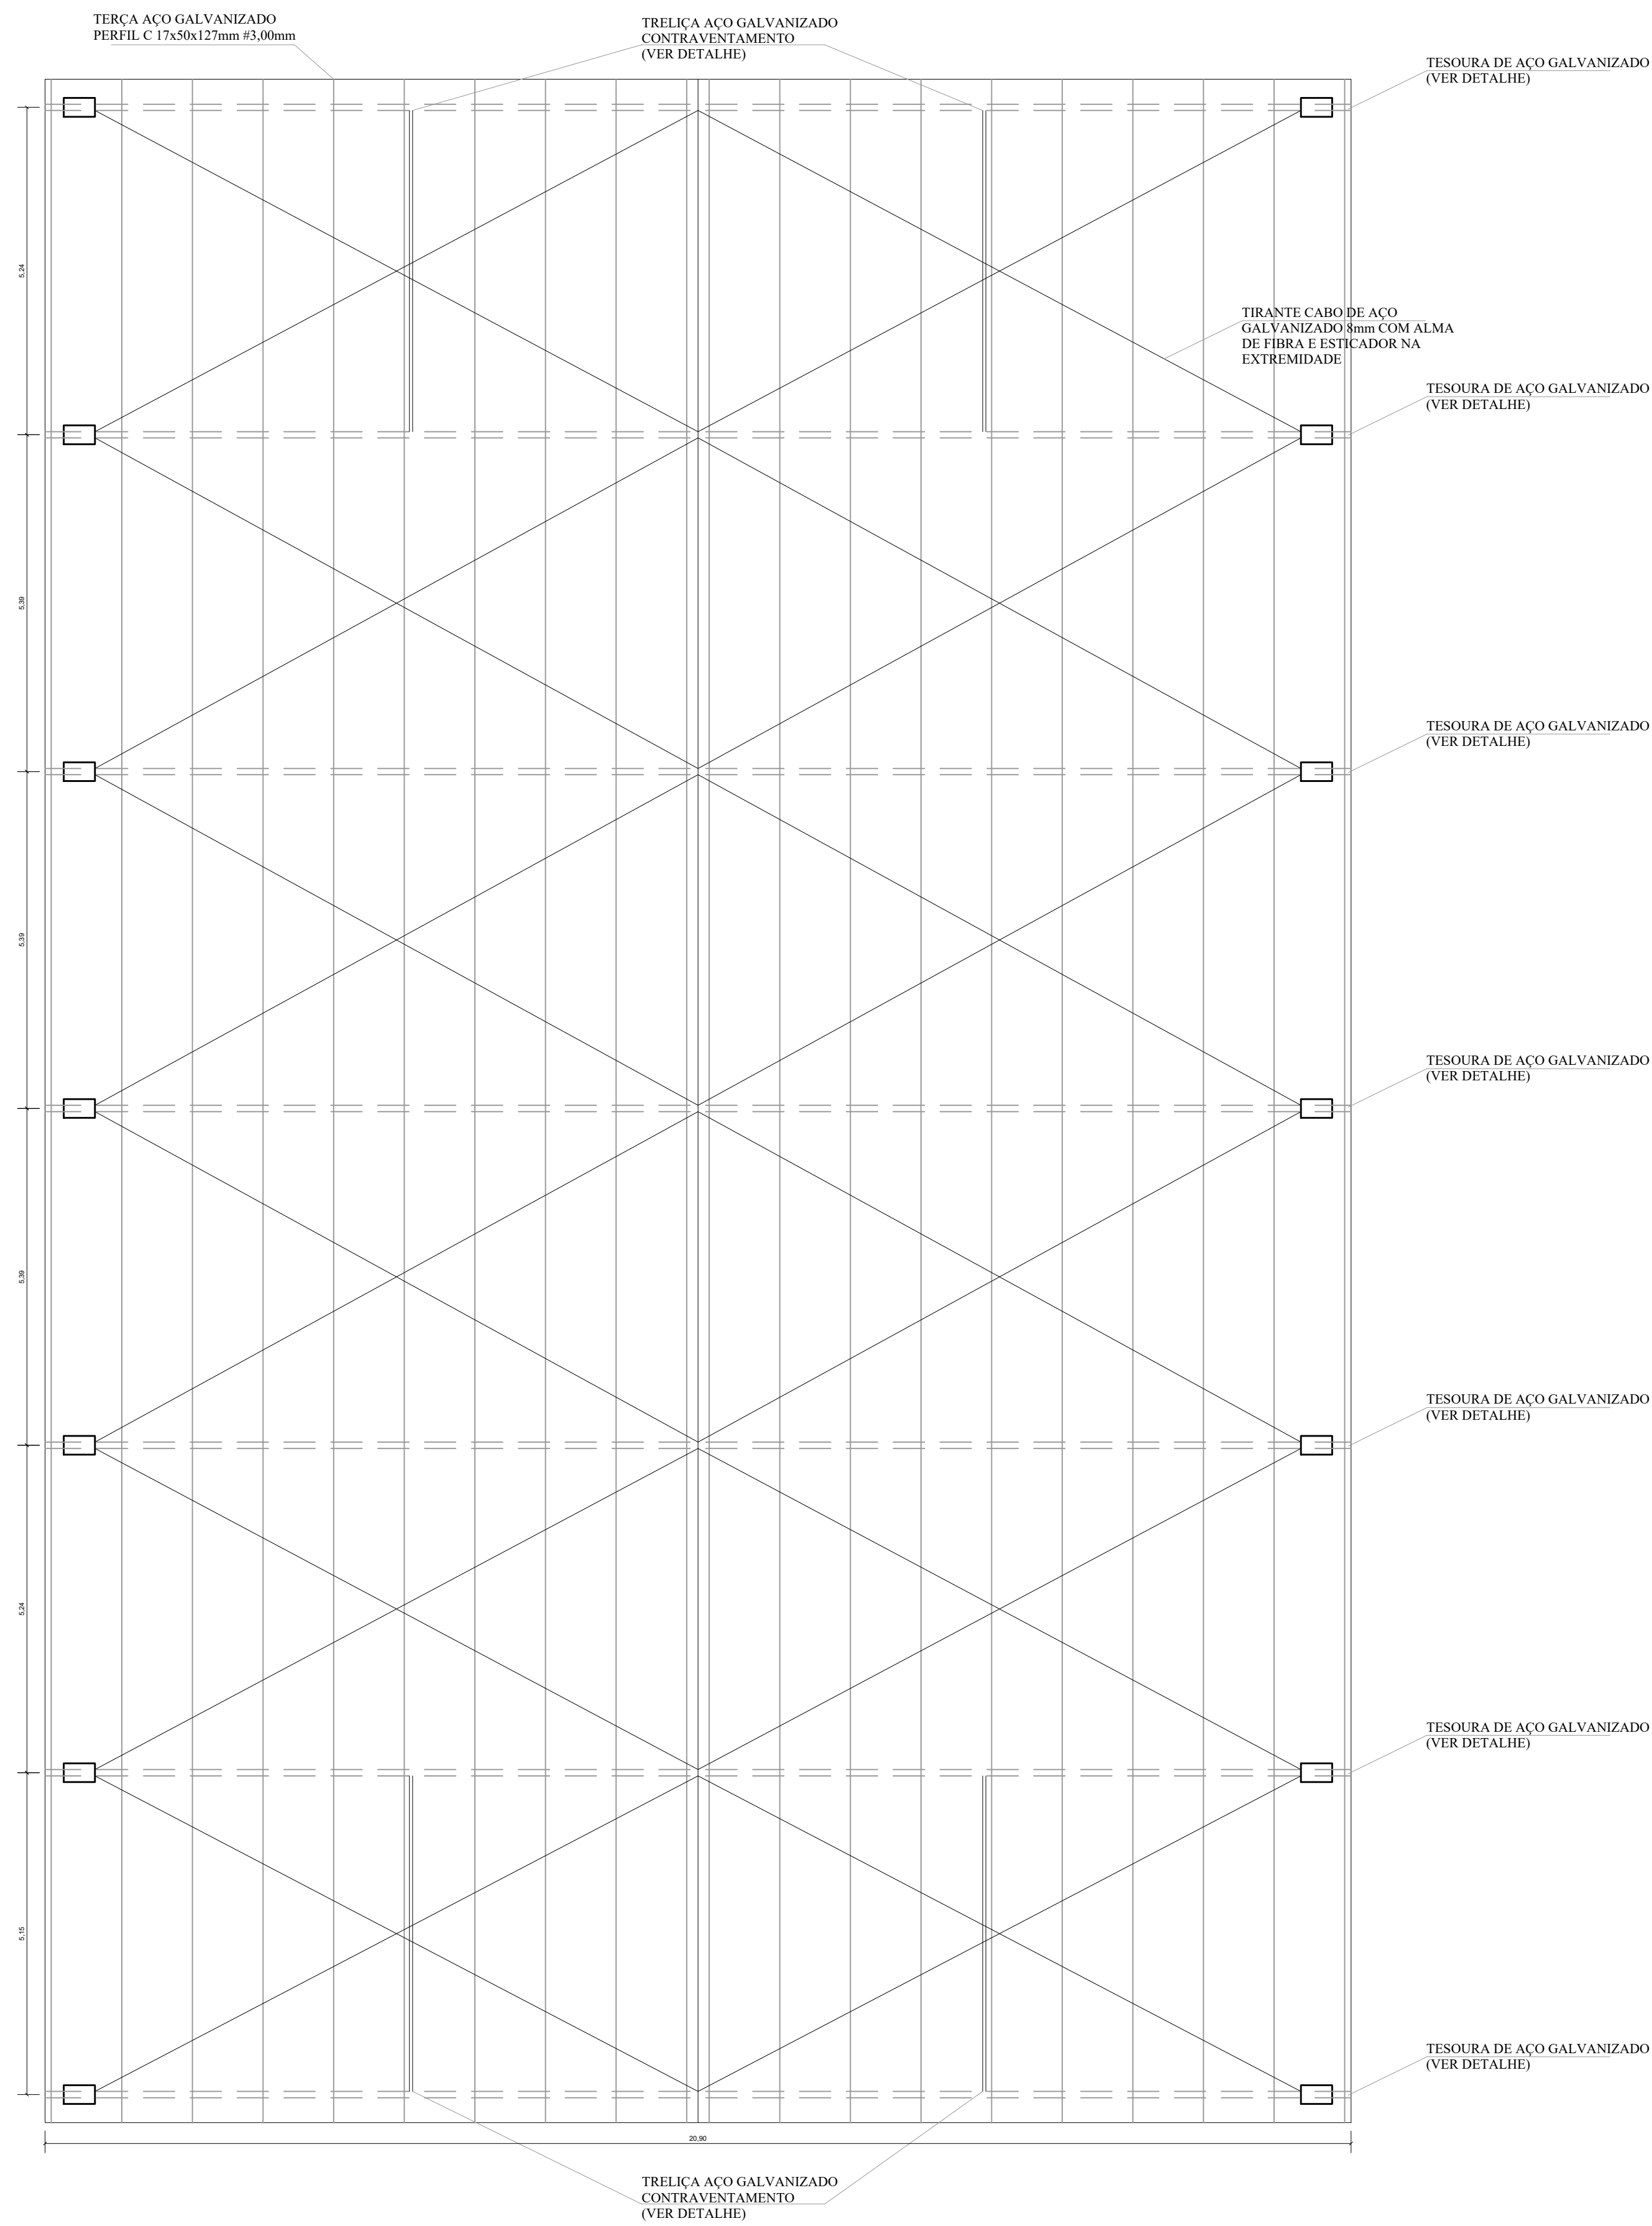 TERÇA AÇO GALVANIZADO
PERFIL C 17x50x127mm #3,00mm
TRELIÇA AÇO GALVANIZADO
CONTRAVENTAMENTO
(VER DETALHE)
TESOURA DE AÇO GALVANIZADO
(VER DETALHE)
5,24
TIRANTE CABO DE AÇO
GALVANIZADO 8mm COM ALMA
DE FIBRA E ESTICADOR NA
EXTREMIDADE
TESOURA DE AÇO GALVANIZADO
(VER DETALHE)
5,39
TESOURA DE AÇO GALVANIZADO
(VER DETALHE)
5,39
TESOURA DE AÇO GALVANIZADO
(VER DETALHE)
5,39
TESOURA DE AÇO GALVANIZADO
(VER DETALHE)
5,24
TESOURA DE AÇO GALVANIZADO
(VER DETALHE)
5,15
TESOURA DE AÇO GALVANIZADO
(VER DETALHE)
20,90
TRELIÇA AÇO GALVANIZADO
CONTRAVENTAMENTO
(VER DETALHE)